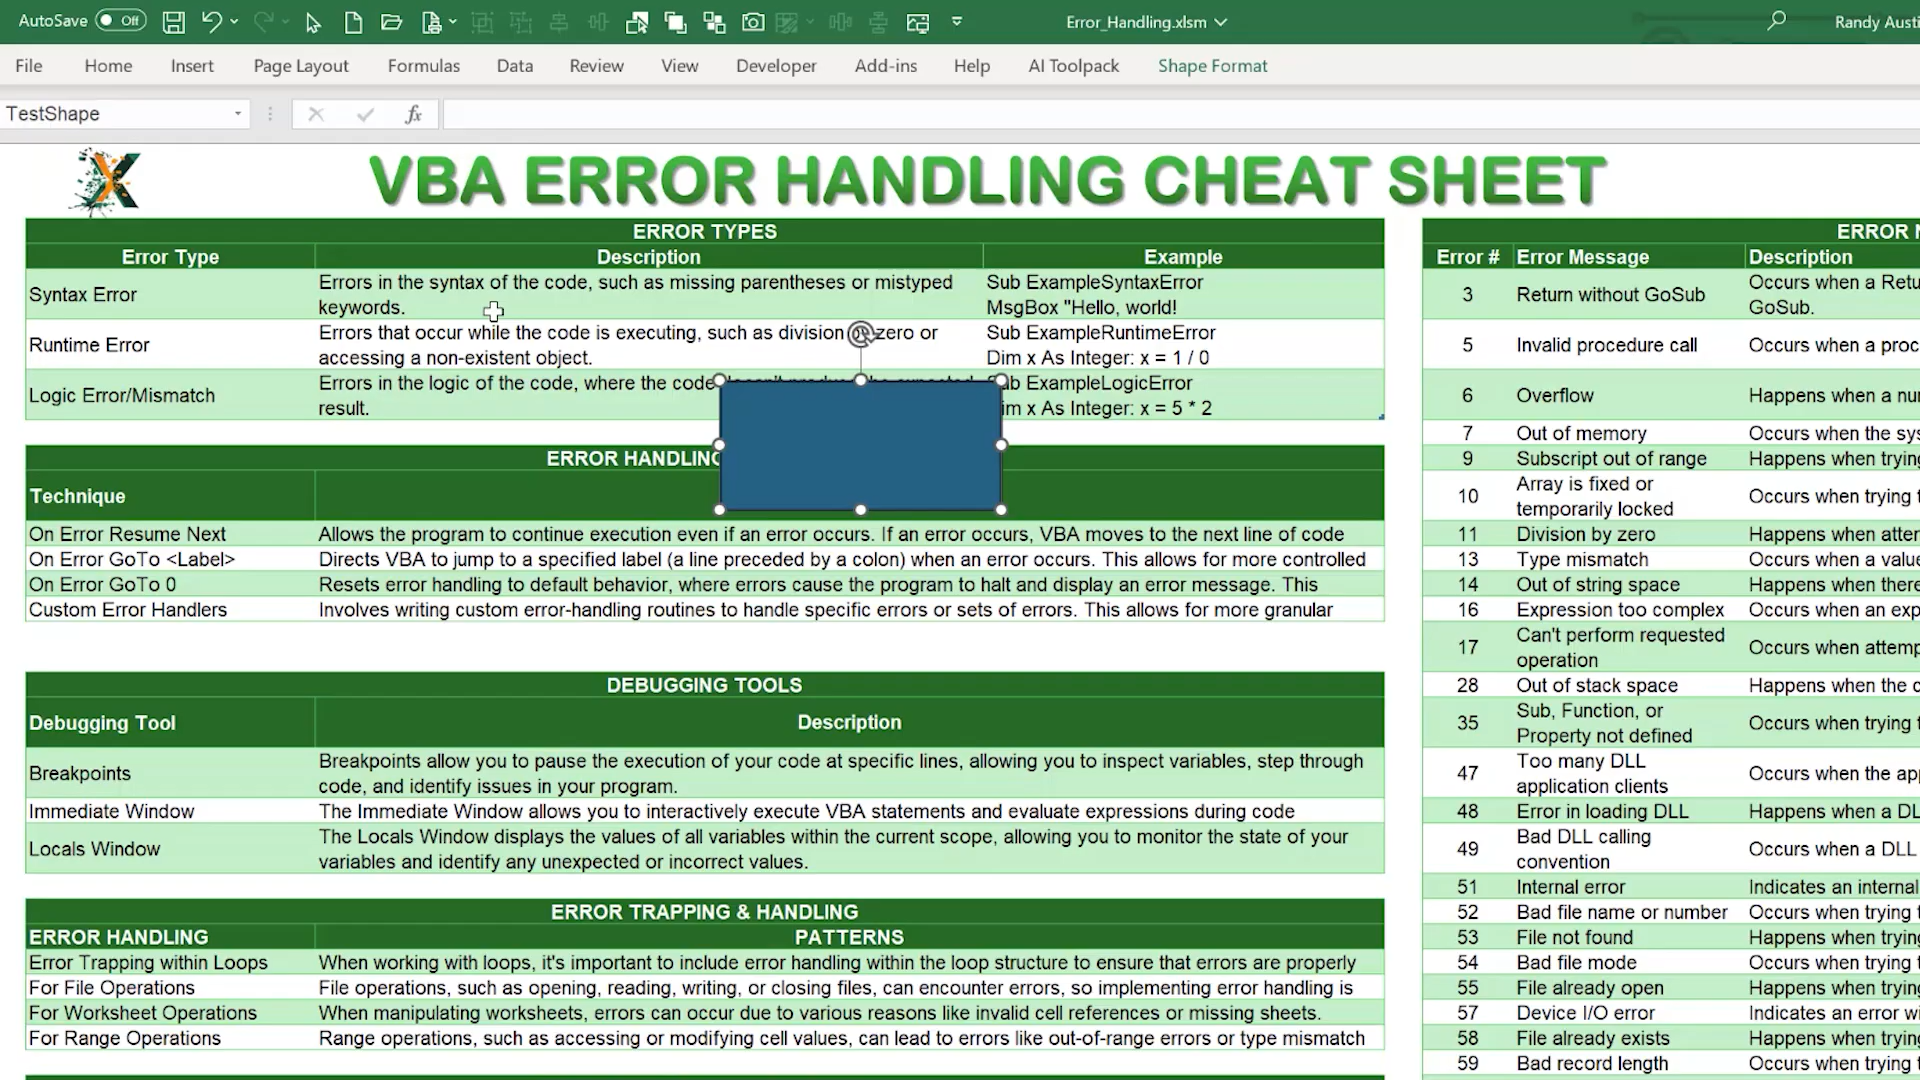 AutoSave Off Error_Handling.xlsm Randy Austi
File Home Insert Page Layout Formulas Data Review View Developer Add-ins Help AI Toolpack Shape Format
TestShape fx
VBA ERROR HANDLING CHEAT SHEET
ERROR TYPES
Error Type Description Example
Syntax Error
Errors in the syntax of the code, such as missing parentheses or mistyped
keywords.
Sub ExampleSyntaxError
MsgBox "Hello, world!
Runtime Error
Errors that occur while the code is executing, such as division zero or
accessing a non-existent object.
Sub ExampleRuntimeError
Dim x As Integer: x = 1 / 0
Logic Error/Mismatch
Errors in the logic of the code, where the code
result.
Sub ExampleLogicError
Dim x As Integer: x = 5 * 2
ERROR HANDLING
Technique
On Error Resume Next Allows the program to continue execution even if an error occurs. If an error occurs, VBA moves to the next line of code
On Error GoTo <Label> Directs VBA to jump to a specified label (a line preceded by a colon) when an error occurs. This allows for more controlled
On Error GoTo 0 Resets error handling to default behavior, where errors cause the program to halt and display an error message. This
Custom Error Handlers Involves writing custom error-handling routines to handle specific errors or sets of errors. This allows for more granular
DEBUGGING TOOLS
Debugging Tool Description
Breakpoints
Breakpoints allow you to pause the execution of your code at specific lines, allowing you to inspect variables, step through
code, and identify issues in your program.
Immediate Window The Immediate Window allows you to interactively execute VBA statements and evaluate expressions during code
Locals Window
The Locals Window displays the values of all variables within the current scope, allowing you to monitor the state of your
variables and identify any unexpected or incorrect values.
ERROR TRAPPING & HANDLING
ERROR HANDLING PATTERNS
Error Trapping within Loops When working with loops, it's important to include error handling within the loop structure to ensure that errors are properly
For File Operations File operations, such as opening, reading, writing, or closing files, can encounter errors, so implementing error handling is
For Worksheet Operations When manipulating worksheets, errors can occur due to various reasons like invalid cell references or missing sheets.
For Range Operations Range operations, such as accessing or modifying cell values, can lead to errors like out-of-range errors or type mismatch
ERROR
Error # Error Message Description
3 Return without GoSub
Occurs when a Retu
GoSub.
5 Invalid procedure call Occurs when a proc
6 Overflow Happens when a nu
7 Out of memory Occurs when the sys
9 Subscript out of range Happens when trying
10
Array is fixed or
temporarily locked
Occurs when trying t
11 Division by zero Happens when atter
13 Type mismatch Occurs when a value
14 Out of string space Happens when there
16 Expression too complex Occurs when an exp
17
Can't perform requested
operation
Occurs when attemp
28 Out of stack space Happens when the c
35
Sub, Function, or
Property not defined
Occurs when trying t
47
Too many DLL
application clients
Occurs when the app
48 Error in loading DLL Happens when a DL
49
Bad DLL calling
convention
Occurs when a DLL
51 Internal error Indicates an internal
52 Bad file name or number Occurs when trying t
53 File not found Happens when trying
54 Bad file mode Occurs when trying t
55 File already open Happens when trying
57 Device I/O error Indicates an error wi
58 File already exists Happens when trying
59 Bad record length Occurs when trying t